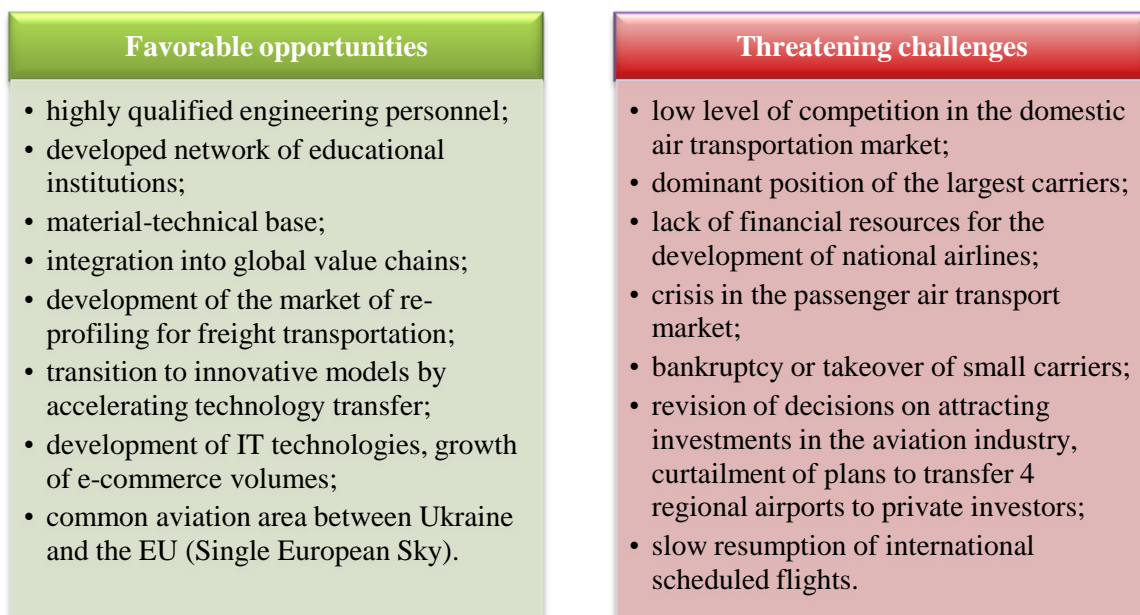 Favorable opportunities
• highly qualified engineering personnel;
• developed network of educational
institutions;
• material-technical base;
• integration into global value chains;
• development of the market of re-
profiling for freight transportation;
• transition to innovative models by
accelerating technology transfer;
• development of IT technologies, growth
of e-commerce volumes;
• common aviation area between Ukraine
and the EU (Single European Sky).
Threatening challenges
• low level of competition in the domestic
air transportation market;
• dominant position of the largest carriers;
• lack of financial resources for the
development of national airlines;
• crisis in the passenger air transport
market;
• bankruptcy or takeover of small carriers;
• revision of decisions on attracting
investments in the aviation industry,
curtailment of plans to transfer 4
regional airports to private investors;
• slow resumption of international
scheduled flights.